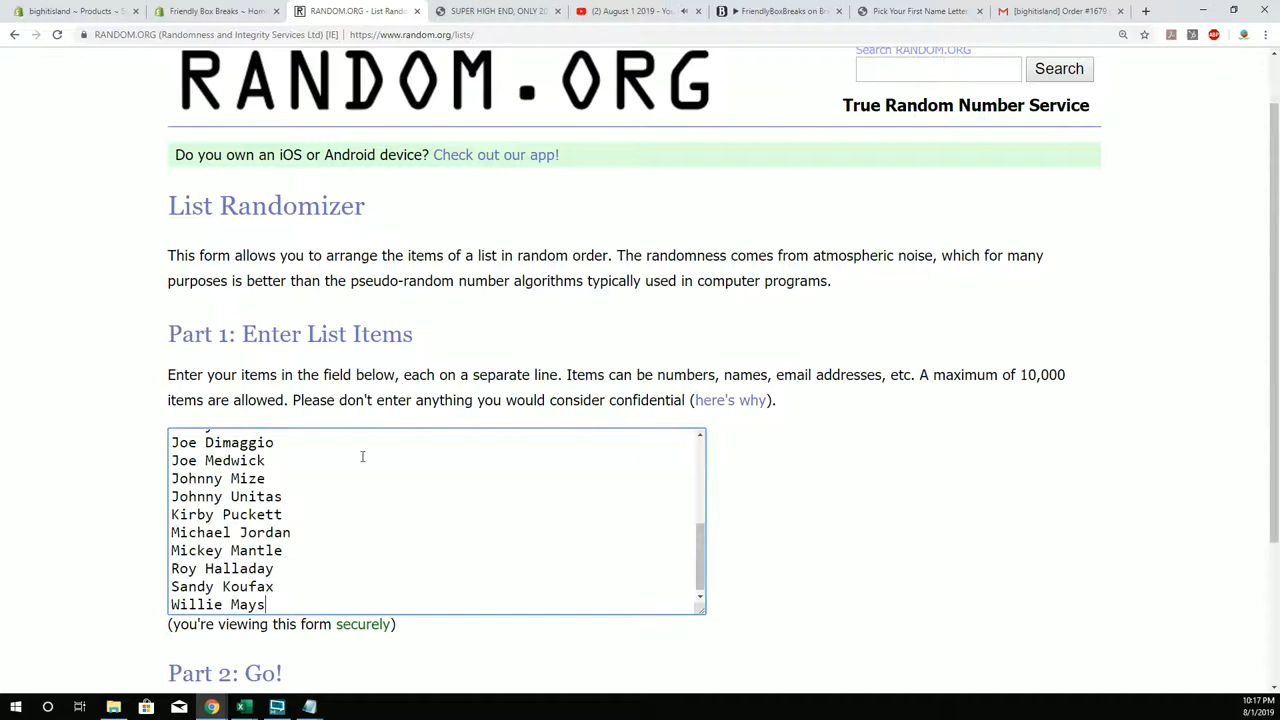 bighitisland ~ Products ~ S
Friendly Box Breaks ~ Hom
RANDOM.ORG - List Rando
SUPER HIGH END, ONLY 20
(2) August 1 2019 - You
FriendlyBoxBreaks on Br
Pick Your First Name Letter
[bighitisland] Order #1679
RANDOM.ORG (Randomness and Integrity Services Ltd) [IE] | https://www.random.org/lists/
RANDOM.ORG
Search RANDOM.ORG
Search
True Random Number Service
Do you own an iOS or Android device? Check out our app!
List Randomizer
This form allows you to arrange the items of a list in random order. The randomness comes from atmospheric noise, which for many
purposes is better than the pseudo-random number algorithms typically used in computer programs.
Part 1: Enter List Items
Enter your items in the field below, each on a separate line. Items can be numbers, names, email addresses, etc. A maximum of 10,000
items are allowed. Please don't enter anything you would consider confidential (here's why).
Joe Dimaggio
Joe Medwick
Johnny Mize
Johnny Unitas
Kirby Puckett
Michael Jordan
Mickey Mantle
Roy Halladay
Sandy Koufax
Willie Mays
(you're viewing this form securely)
Part 2: Go!
10:17 PM
8/1/2019